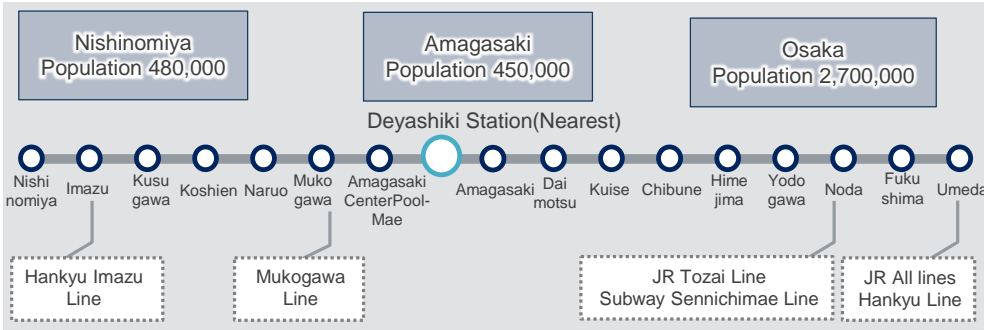 Nishinomiya
Population 480,000
Amagasaki
Population 450,000
Osaka
Population 2,700,000
Deyashiki Station(Nearest)
Nishi
nomiya
Imazu
Kusu
gawa
Koshien
Naruo
Muko
gawa
Amagasaki
CenterPool-
Mae
Amagasaki
Dai
motsu
Kuise
Chibune
Hime
jima
Yodo
gawa
Noda
Fuku
shima
Umeda
Hankyu Imazu
Line
Mukogawa
Line
JR Tozai Line
Subway Sennichimae Line
JR All lines
Hankyu Line